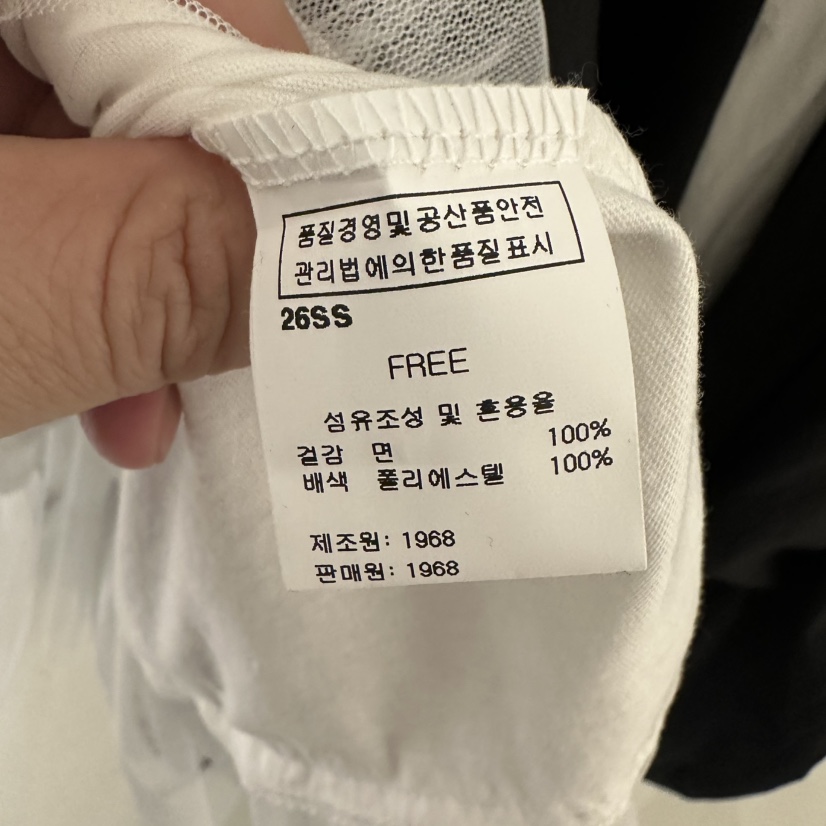 품질경영및공산품안전
관리법에의한품질표시
26SS
FREE
섬유조성 및 혼용율
겉감 면 100%
배색 폴리에스텔 100%
제조원: 1968
판매원: 1968